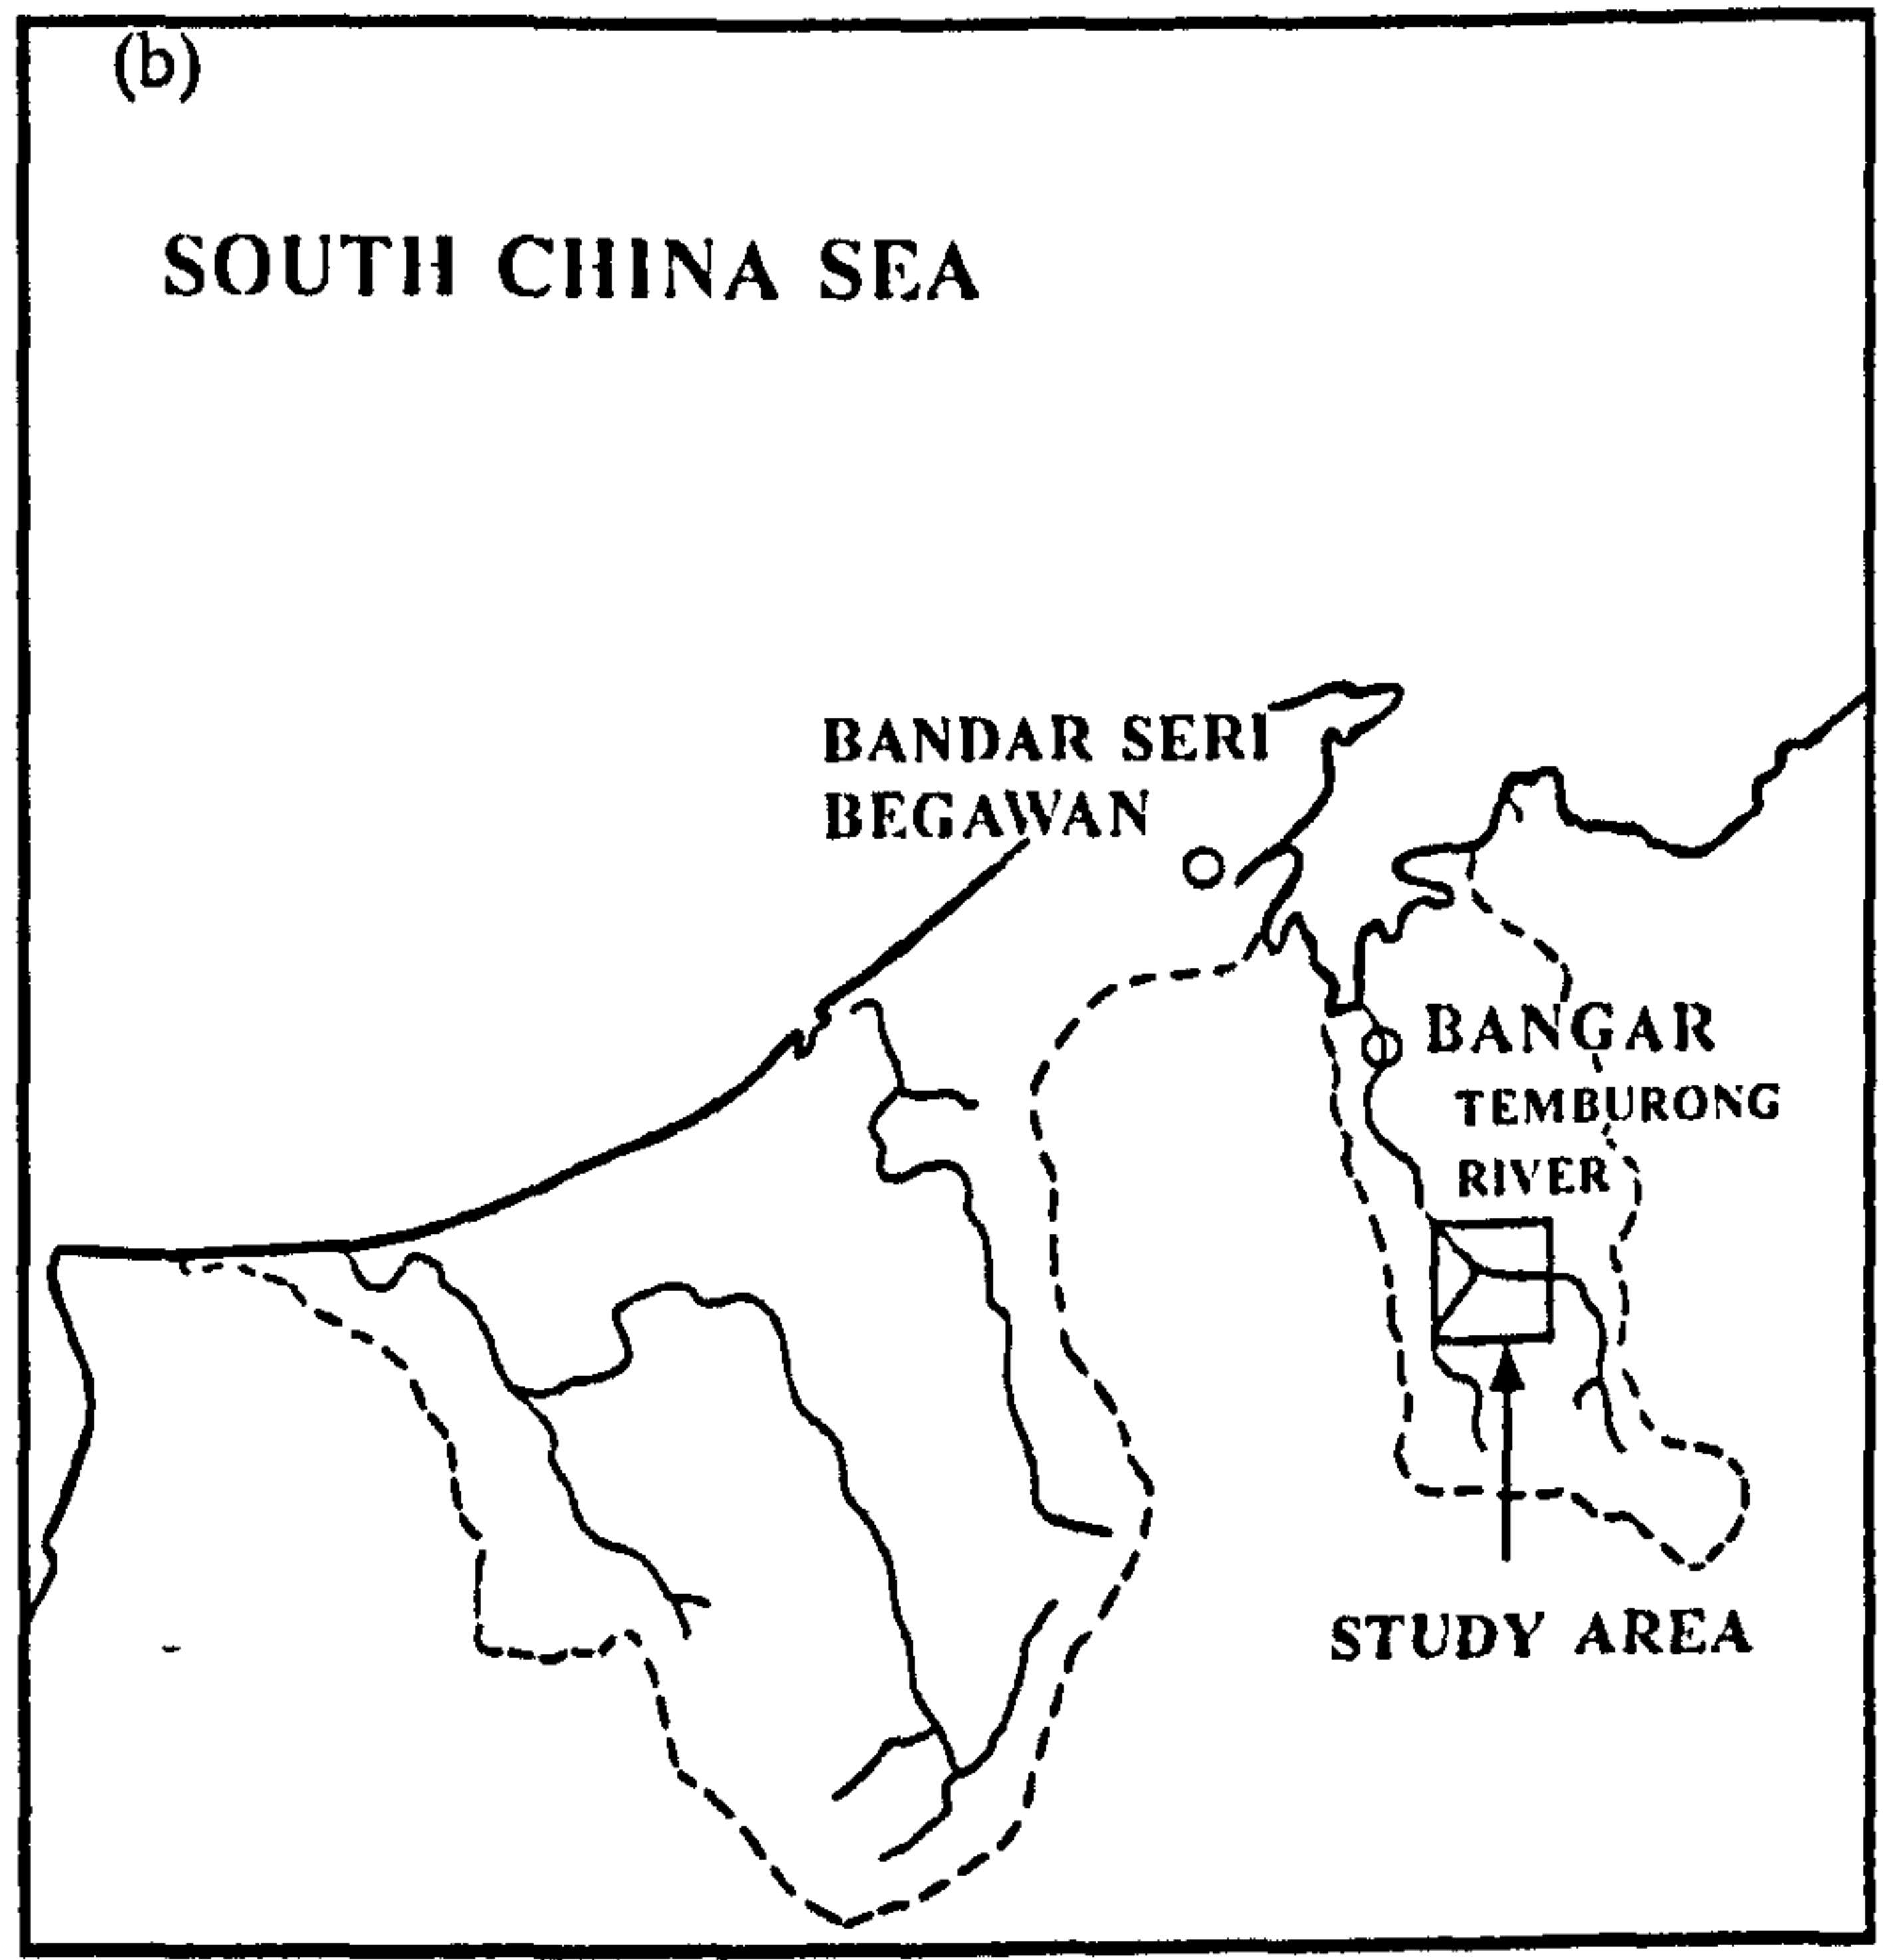 (b)
SOUTH CHINA SEA
BANDAR SERI
BEGAWAN
BANGAR
TEMBURONG
RIVER
STUDY AREA